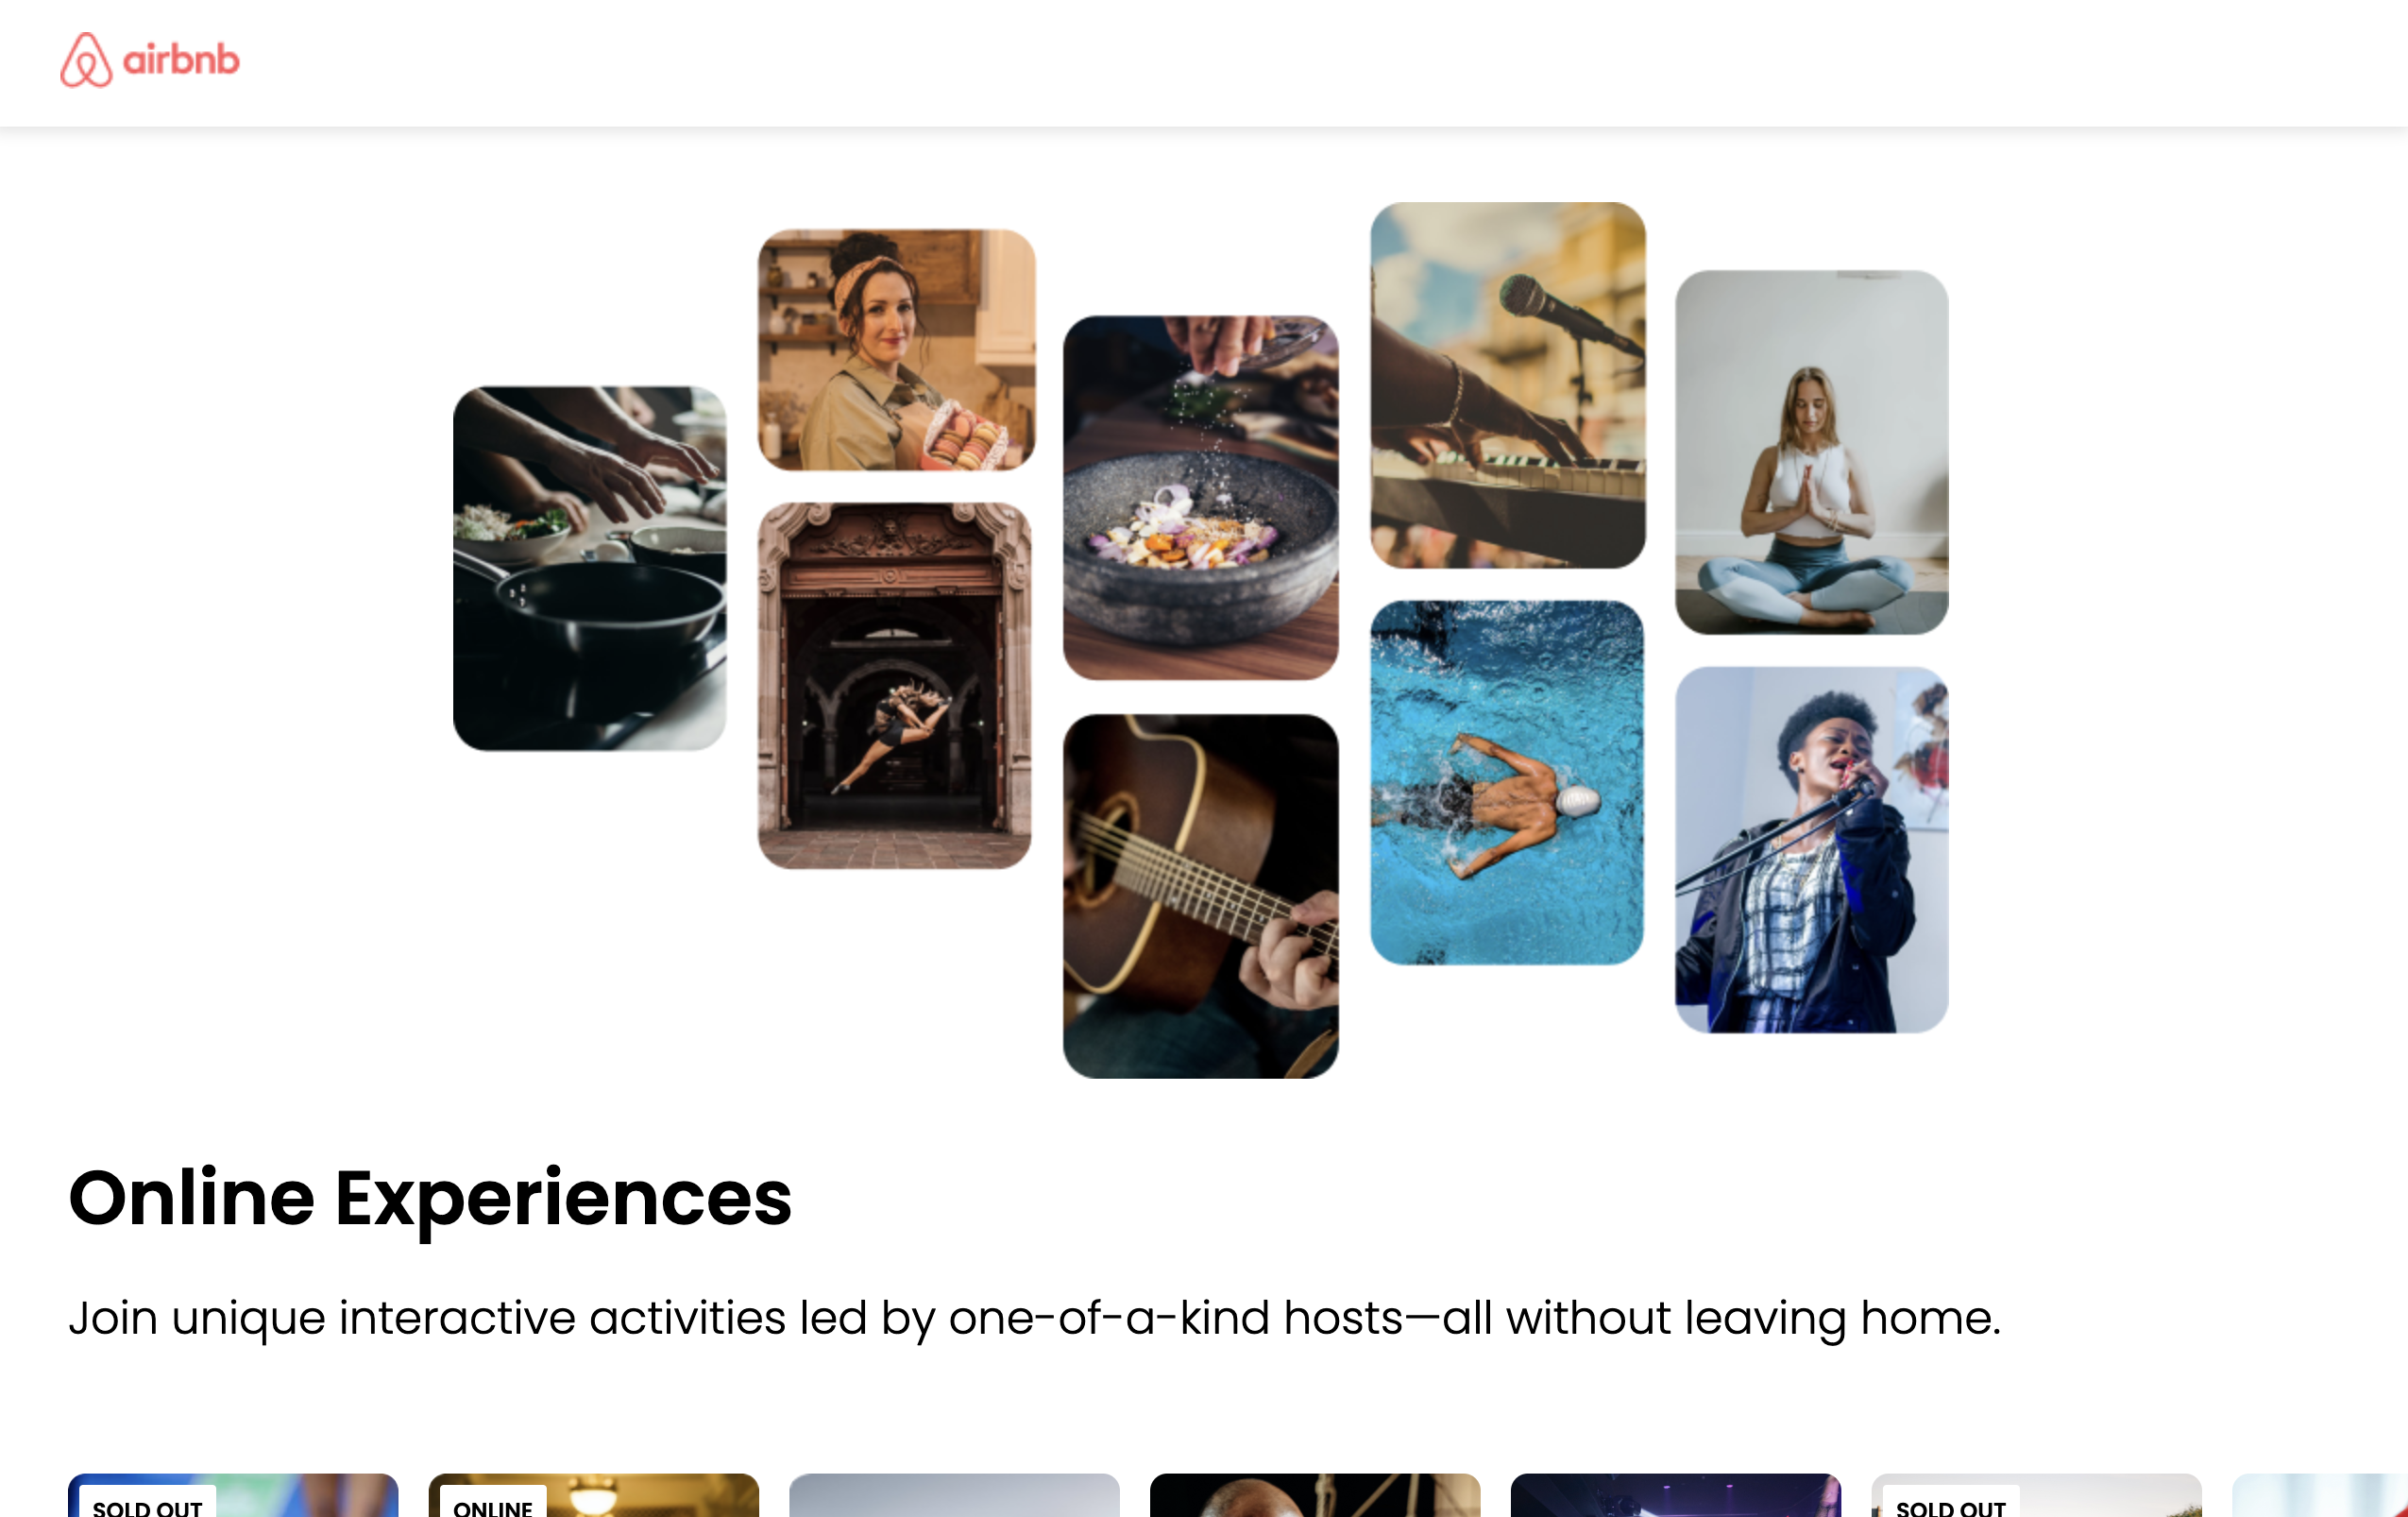 airbnb
Online Experiences
Join unique interactive activities led by one-of-a-kind hosts—all without leaving home.
SOLD OUT
ONLINE
SOLD OUT